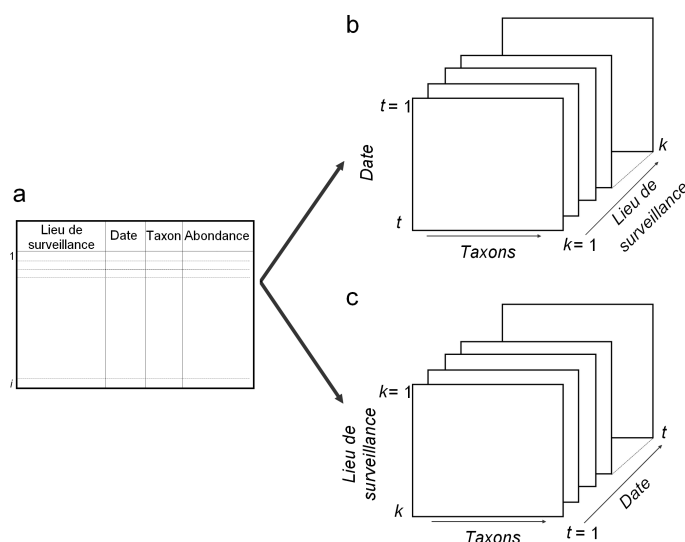 a
Lieu de surveillance
Date
Taxon
Abondance
1
i
b
t = 1
Date
t
Taxons
k = 1
Lieu de surveillance
k
c
k = 1
Lieu de surveillance
k
Taxons
t = 1
Date
t